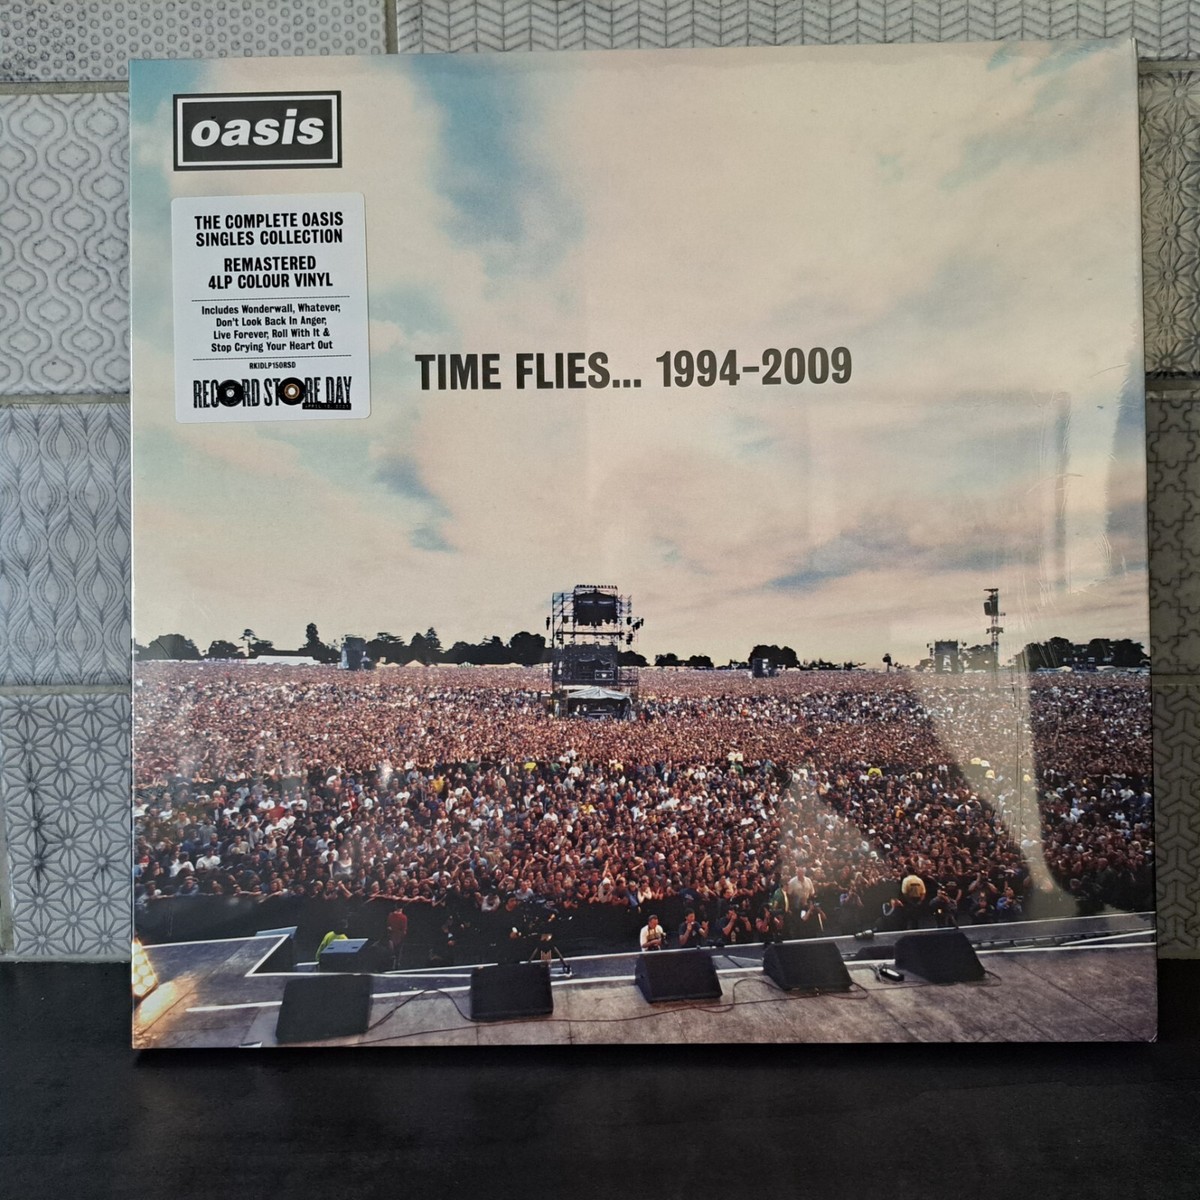 oasis
THE COMPLETE OASIS
SINGLES COLLECTION
REMASTERED
4LP COLOUR VINYL
Includes Wonderwall, Whatever,
Don't Look Back In Anger,
Live Forever, Roll With It &
Stop Crying Your Heart Out
RKIDLP150RSD
RECORD STORE DAY
TIME FLIES... 1994-2009